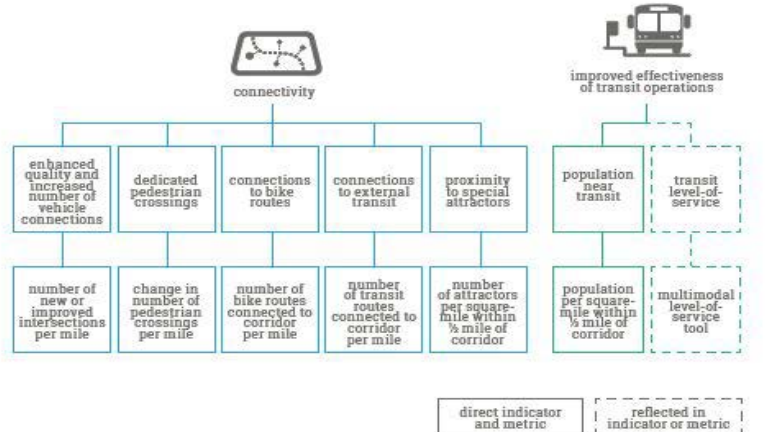 connectivity
improved effectiveness
of transit operations
enhanced
quality and
increased
number of
vehicle
connections
dedicated
pedestrian
crossings
connections
to bike
routes
connections
to external
transit
proximity
to special
attractors
population
near
transit
transit
level-of-
service
number of
new or
improved
intersections
per mile
change in
number of
pedestrian
crossings
per mile
number of
bike routes
connected to
corridor
per mile
number
of transit
routes
connected to
corridor
per mile
number
of attractors
per square-
mile within
½ mile of
corridor
population
per square-
mile within
½ mile of
corridor
multimodal
level-of-
service
tool
direct indicator
and metric
reflected in
indicator or metric